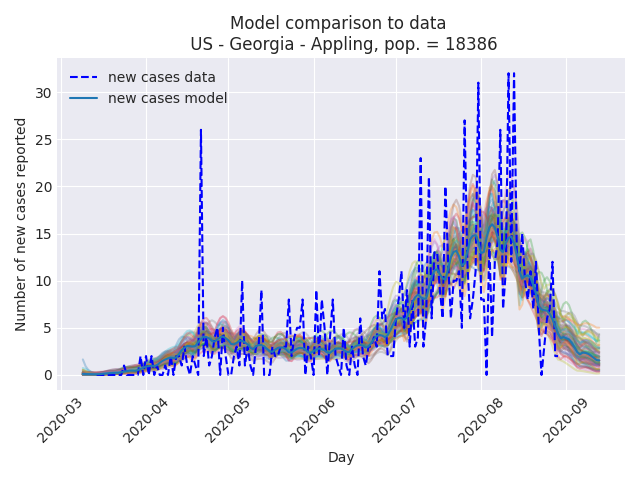 Model comparison to data
US - Georgia - Appling, pop. = 18386
new cases data
new cases model
Number of new cases reported
30
25
20
15
10
5
0
2020-03
2020-04
2020-05
2020-06
2020-07
2020-08
2020-09
Day